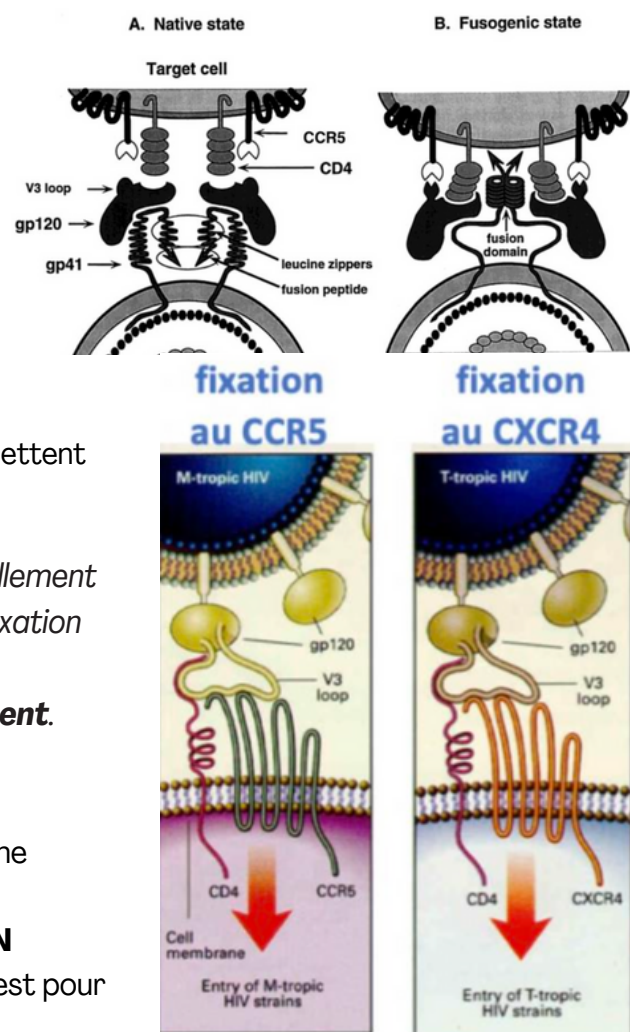 A. Native state
B. Fusogenic state
Target cell
CCR5
CD4
V3 loop
gp120
gp41
leucine zippers
fusion peptide
fusion
domain
fixation
au CCR5
fixation
au CXCR4
ettent
llement
xation
ent.
ne
N
est pour
M-tropic HIV
gp120
V3
loop
CD4
CCR5
Cell
membrane
Entry of M-tropic
HIV strains
T-tropic HIV
gp120
V3
loop
CD4
CXCR4
Entry of T-tropic
HIV strains